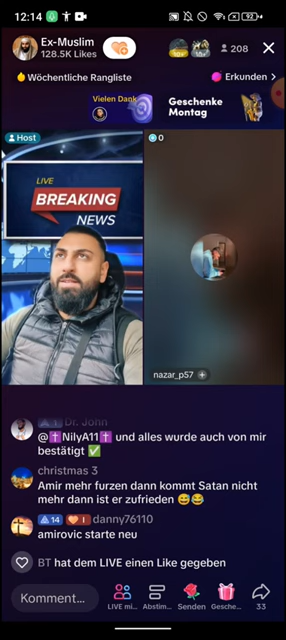 12:14
92
Ex-Muslim
128.5K Likes
10+
10+
208
Wöchentliche Rangliste
Erkunden
Vielen Dank
Geschenke
Montag
Host
0
LIVE
BREAKING
NEWS
nazar_p57
1 Dr. John
@✝️NilyA11✝️ und alles wurde auch von mir
bestätigt ✅
christmas 3
Amir mehr furzen dann kommt Satan nicht
mehr dann ist er zufrieden 😅😂
14 I danny76110
amirovic starte neu
BT hat dem LIVE einen Like gegeben
Komment...
LIVE mi...
Abstim...
Senden
Gesche...
33